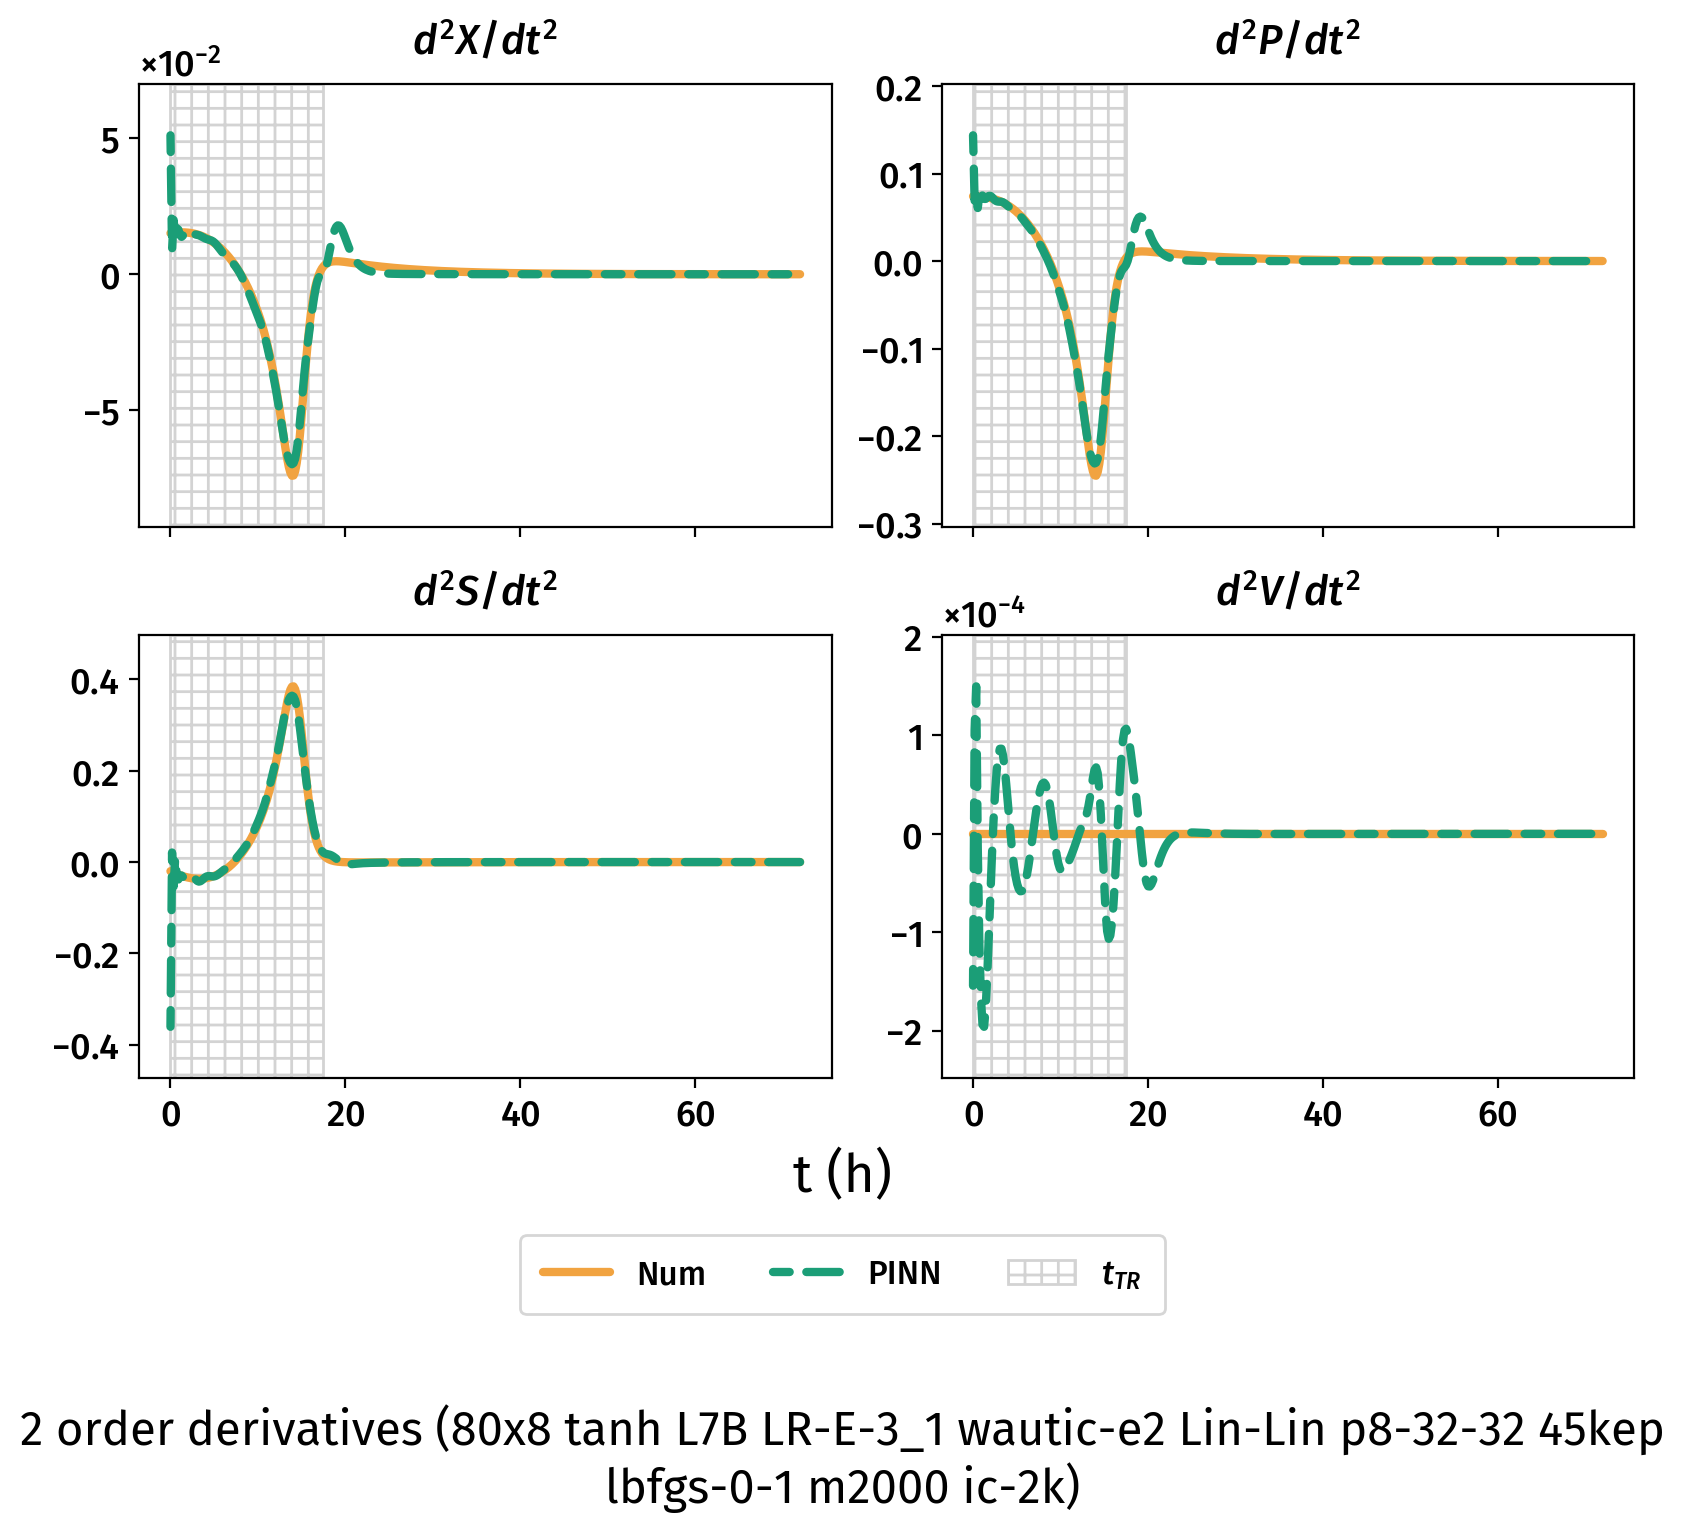 d²X/dt²
×10⁻²
5
0
−5
d²P/dt²
0.2
0.1
0.0
−0.1
−0.2
−0.3
d²S/dt²
0.4
0.2
0.0
−0.2
−0.4
0 20 40 60
d²V/dt²
×10⁻⁴
2
1
0
−1
−2
0 20 40 60
t (h)
Num PINN t_TR
2 order derivatives (80x8 tanh L7B LR-E-3_1 wautic-e2 Lin-Lin p8-32-32 45kep
lbfgs-0-1 m2000 ic-2k)